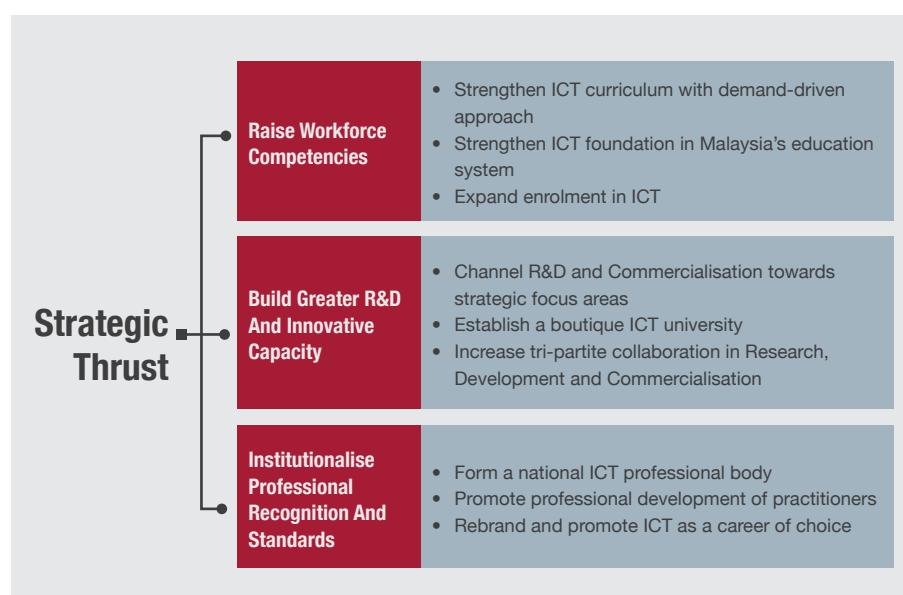 Strategic
Thrust
Raise Workforce
Competencies
• Strengthen ICT curriculum with demand-driven
approach
• Strengthen ICT foundation in Malaysia's education
system
• Expand enrolment in ICT
Build Greater R&D
And Innovative
Capacity
• Channel R&D and Commercialisation towards
strategic focus areas
• Establish a boutique ICT university
• Increase tri-partite collaboration in Research,
Development and Commercialisation
Institutionalise
Professional
Recognition And
Standards
• Form a national ICT professional body
• Promote professional development of practitioners
• Rebrand and promote ICT as a career of choice